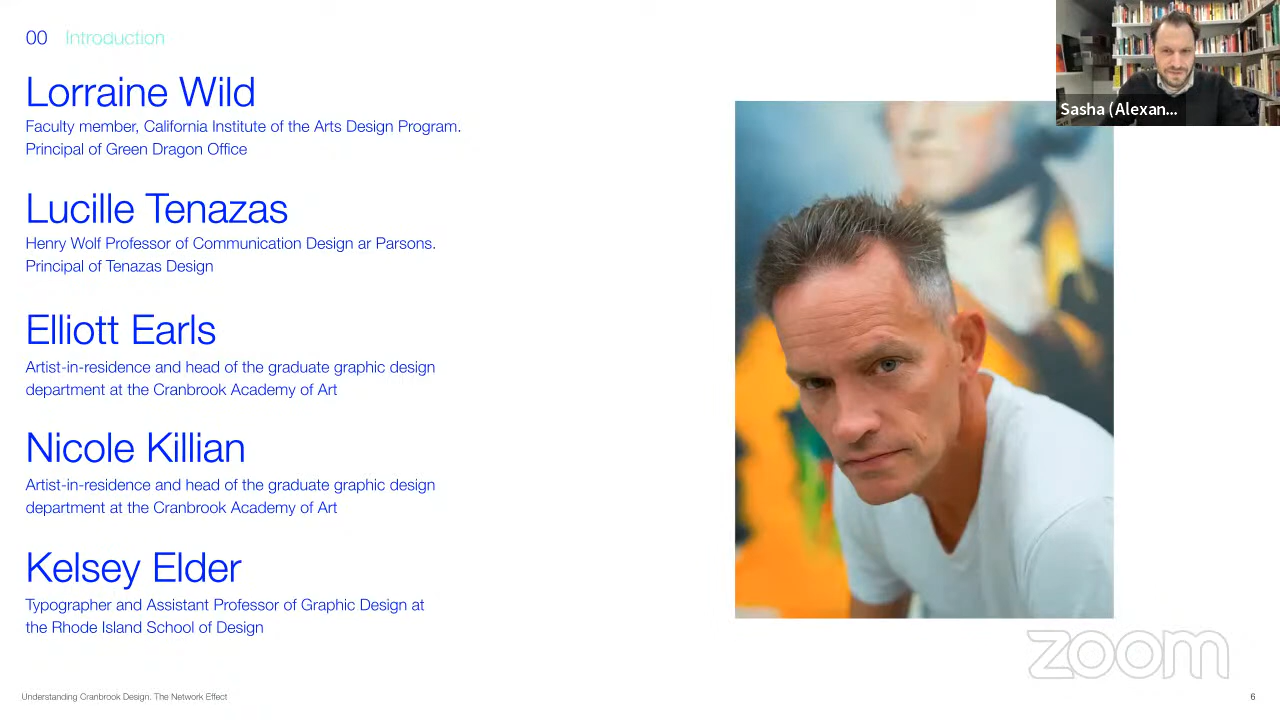 00 Introduction
Lorraine Wild
Faculty member, California Institute of the Arts Design Program.
Principal of Green Dragon Office
Lucille Tenazas
Henry Wolf Professor of Communication Design ar Parsons.
Principal of Tenazas Design
Elliott Earls
Artist-in-residence and head of the graduate graphic design
department at the Cranbrook Academy of Art
Nicole Killian
Artist-in-residence and head of the graduate graphic design
department at the Cranbrook Academy of Art
Kelsey Elder
Typographer and Assistant Professor of Graphic Design at
the Rhode Island School of Design
Sasha (Alexan...
zoom
Understanding Cranbrook Design. The Network Effect
6